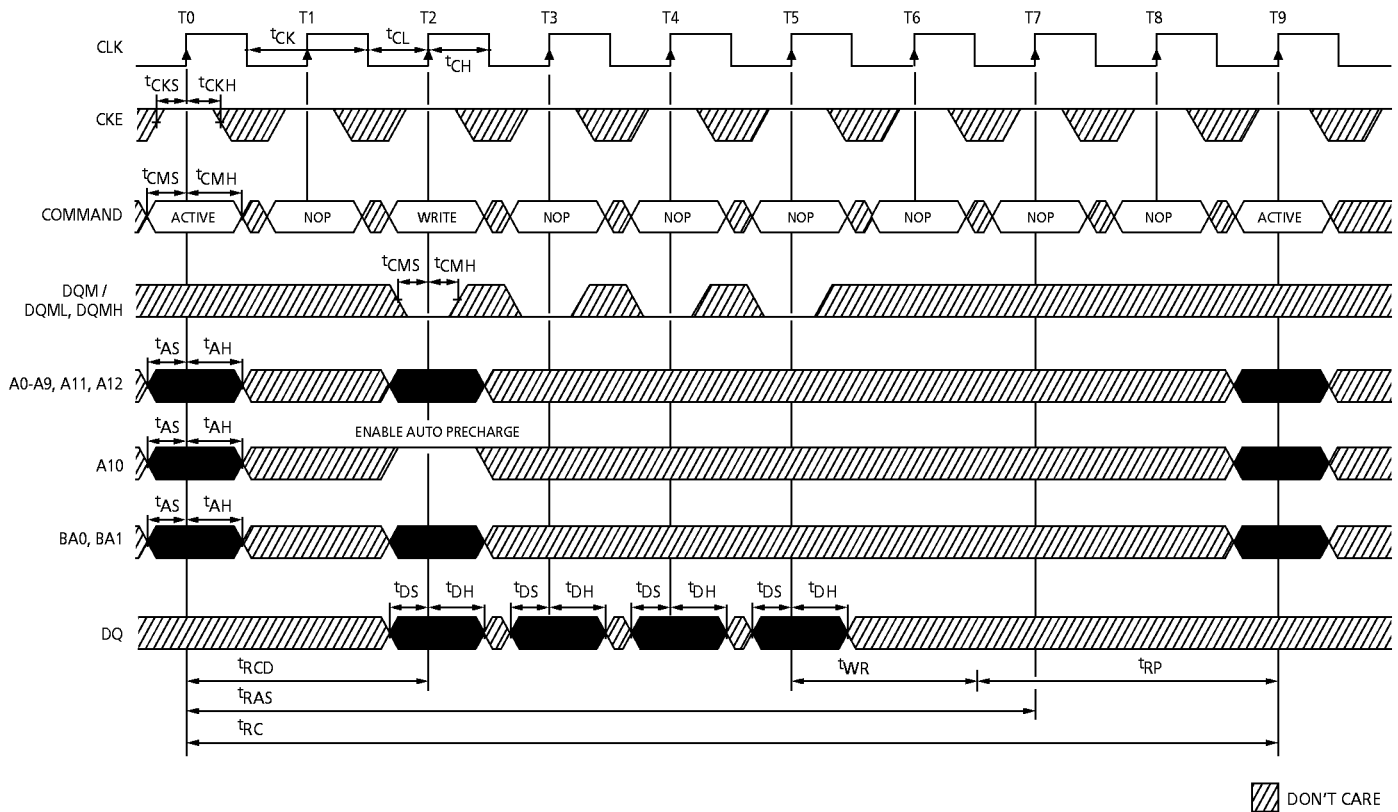 T0 T1 T2 T3 T4 T5 T6 T7 T8 T9
CLK tCK tCL
tCH
tCKS tCKH
CKE
tCMS tCMH
COMMAND ACTIVE NOP WRITE NOP NOP NOP NOP NOP NOP ACTIVE
tCMS tCMH
DQM /
DQML, DQMH
tAS tAH
A0-A9, A11, A12
tAS tAH ENABLE AUTO PRECHARGE
A10
tAS tAH
BA0, BA1
tDS tDH tDS tDH tDS tDH tDS tDH
DQ
tRCD tWR tRP
tRAS
tRC
DON'T CARE